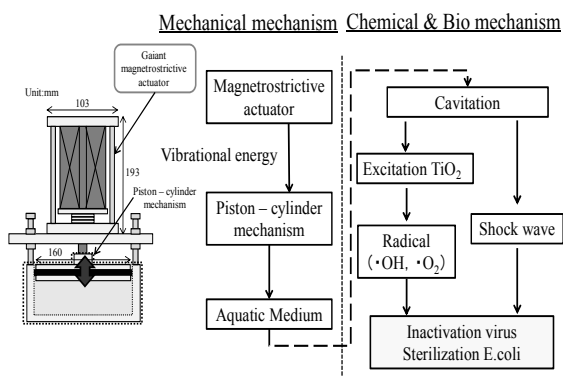 Mechanical mechanism
Chemical & Bio mechanism
Gaiant
magnetrostrictive
actuator
Unit:mm
103
193
Piston – cylinder
mechanism
160
Magnetrostrictive
actuator
Vibrational energy
Piston – cylinder
mechanism
Aquatic Medium
Cavitation
Excitation TiO₂
Radical
(·OH, ·O₂)
Shock wave
Inactivation virus
Sterilization E.coli